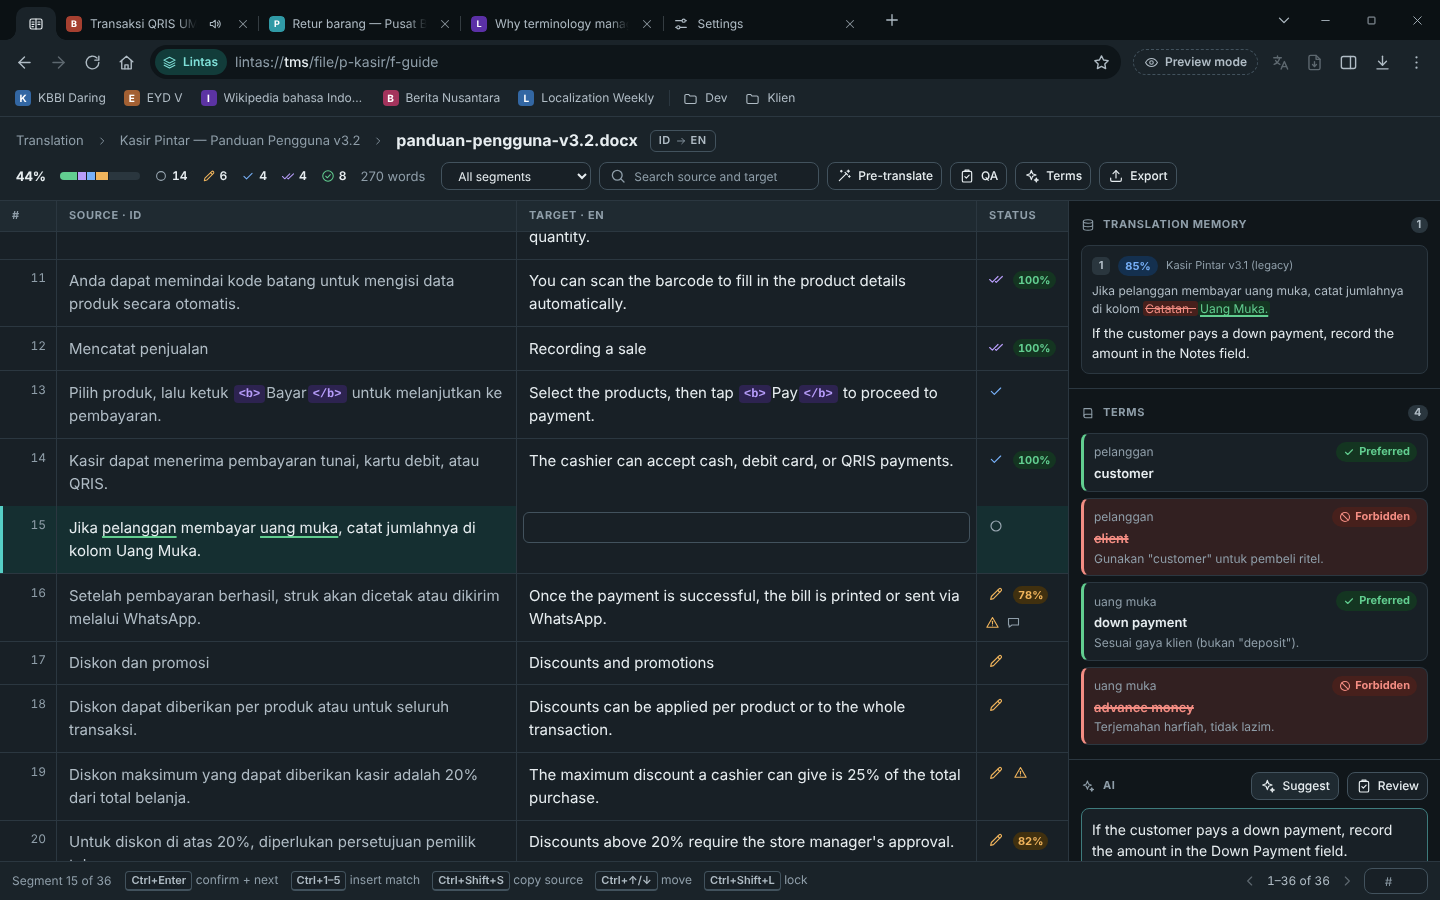 B Transaksi QRIS UM
P Retur barang — Pusat B
L Why terminology mana
Settings
Lintas lintas://tms/file/p-kasir/f-guide
Preview mode
K KBBI Daring
E EYD V
I Wikipedia bahasa Indo...
B Berita Nusantara
L Localization Weekly
Dev
Klien
Translation > Kasir Pintar — Panduan Pengguna v3.2 > panduan-pengguna-v3.2.docx ID → EN
44% 14 6 4 4 8 270 words
All segments
Search source and target
Pre-translate
QA
Terms
Export
# SOURCE · ID TARGET · EN STATUS
quantity.
11 Anda dapat memindai kode batang untuk mengisi data
produk secara otomatis.
You can scan the barcode to fill in the product details
automatically.
100%
12 Mencatat penjualan
Recording a sale
100%
13 Pilih produk, lalu ketuk <b> Bayar </b> untuk melanjutkan ke
pembayaran.
Select the products, then tap <b> Pay </b> to proceed to
payment.
14 Kasir dapat menerima pembayaran tunai, kartu debit, atau
QRIS.
The cashier can accept cash, debit card, or QRIS payments.
100%
15 Jika pelanggan membayar uang muka, catat jumlahnya di
kolom Uang Muka.
16 Setelah pembayaran berhasil, struk akan dicetak atau dikirim
melalui WhatsApp.
Once the payment is successful, the bill is printed or sent via
WhatsApp.
78%
17 Diskon dan promosi
Discounts and promotions
18 Diskon dapat diberikan per produk atau untuk seluruh
transaksi.
Discounts can be applied per product or to the whole
transaction.
19 Diskon maksimum yang dapat diberikan kasir adalah 20%
dari total belanja.
The maximum discount a cashier can give is 25% of the total
purchase.
20 Untuk diskon di atas 20%, diperlukan persetujuan pemilik
Discounts above 20% require the store manager's approval.
82%
TRANSLATION MEMORY 1
1 85% Kasir Pintar v3.1 (legacy)
Jika pelanggan membayar uang muka, catat jumlahnya
di kolom Catatan. Uang Muka.
If the customer pays a down payment, record the
amount in the Notes field.
TERMS 4
pelanggan Preferred
customer
pelanggan Forbidden
client
Gunakan "customer" untuk pembeli ritel.
uang muka Preferred
down payment
Sesuai gaya klien (bukan "deposit").
uang muka Forbidden
advance money
Terjemahan harfiah, tidak lazim.
AI Suggest Review
If the customer pays a down payment, record
the amount in the Down Payment field.
Segment 15 of 36 Ctrl+Enter confirm + next Ctrl+1–5 insert match Ctrl+Shift+S copy source Ctrl+↑/↓ move Ctrl+Shift+L lock
1–36 of 36 #